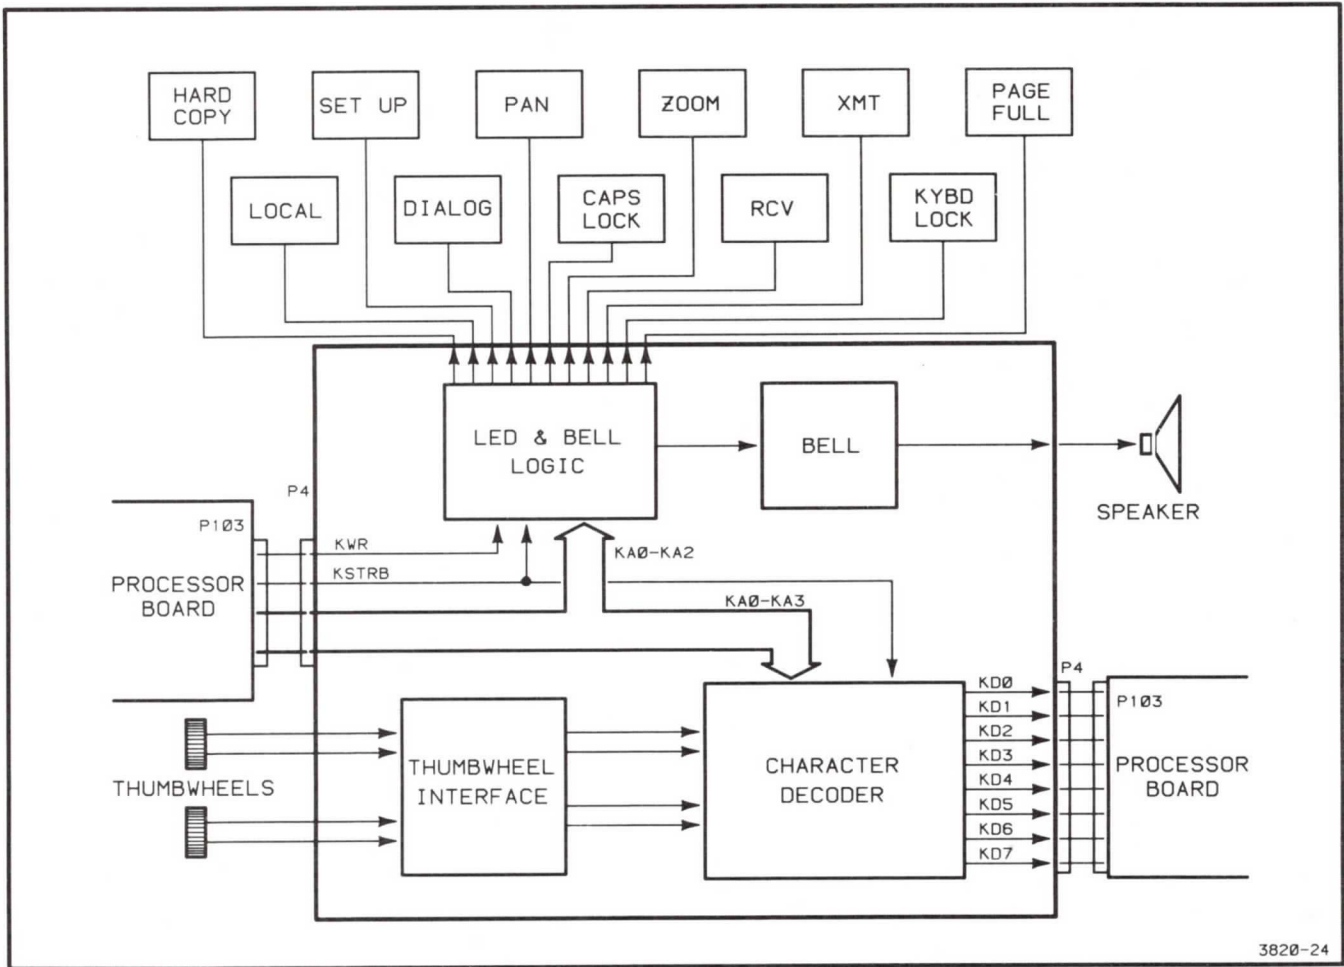 HARD
COPY
SET UP
PAN
ZOOM
XMT
PAGE
FULL
LOCAL
DIALOG
CAPS
LOCK
RCV
KYBD
LOCK
LED & BELL
LOGIC
BELL
SPEAKER
P4
P103
PROCESSOR
BOARD
KWR
KSTRB
KA0-KA2
KA0-KA3
THUMBWHEELS
THUMBWHEEL
INTERFACE
CHARACTER
DECODER
KD0
KD1
KD2
KD3
KD4
KD5
KD6
KD7
P4
P103
PROCESSOR
BOARD
3820-24